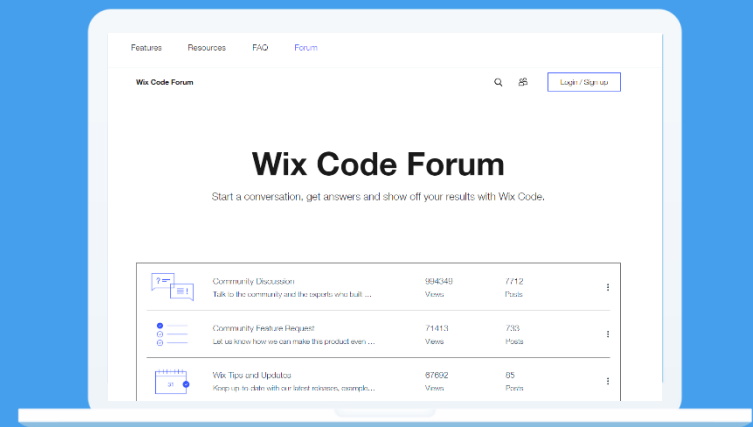 Features Resources FAQ Forum
Wix Code Forum
Login / Sign up
Wix Code Forum
Start a conversation, get answers and show off your results with Wix Code.
Community Discussion 994349 7712
Talk to the community and the experts who built ... Views Posts
Community Feature Request 71413 733
Let us know how we can make this product even ... Views Posts
31
Wix Tips and Updates 67692 85
Keep up to date with our latest releases, example... Views Posts